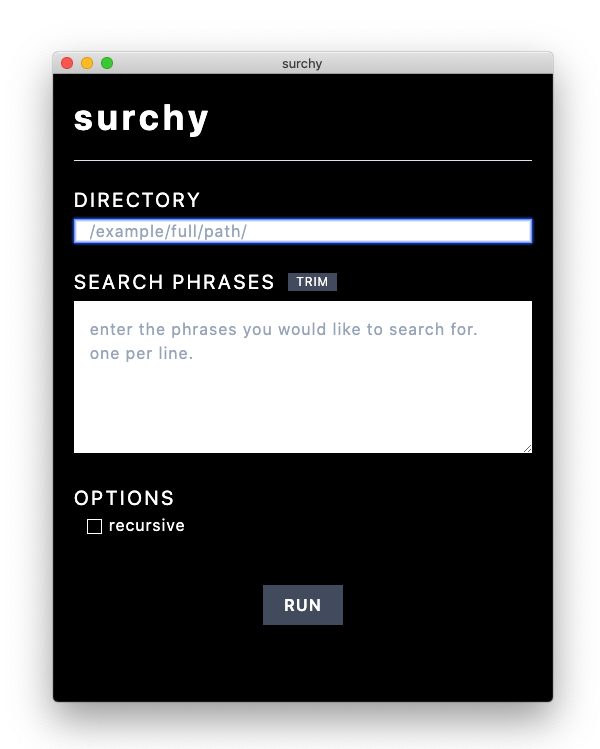 surchy
surchy
DIRECTORY
/example/full/path/
SEARCH PHRASES TRIM
enter the phrases you would like to search for.
one per line.
OPTIONS
recursive
RUN